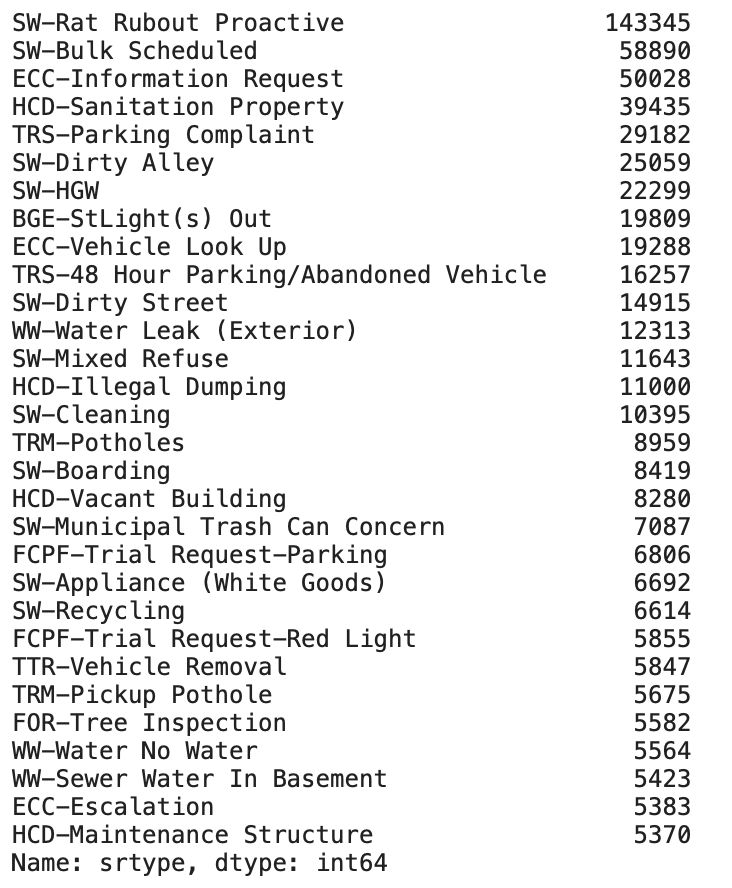 SW-Rat Rubout Proactive 143345
SW-Bulk Scheduled 58890
ECC-Information Request 50028
HCD-Sanitation Property 39435
TRS-Parking Complaint 29182
SW-Dirty Alley 25059
SW-HGW 22299
BGE-StLight(s) Out 19809
ECC-Vehicle Look Up 19288
TRS-48 Hour Parking/Abandoned Vehicle 16257
SW-Dirty Street 14915
WW-Water Leak (Exterior) 12313
SW-Mixed Refuse 11643
HCD-Illegal Dumping 11000
SW-Cleaning 10395
TRM-Potholes 8959
SW-Boarding 8419
HCD-Vacant Building 8280
SW-Municipal Trash Can Concern 7087
FCPF-Trial Request-Parking 6806
SW-Appliance (White Goods) 6692
SW-Recycling 6614
FCPF-Trial Request-Red Light 5855
TTR-Vehicle Removal 5847
TRM-Pickup Pothole 5675
FOR-Tree Inspection 5582
WW-Water No Water 5564
WW-Sewer Water In Basement 5423
ECC-Escalation 5383
HCD-Maintenance Structure 5370
Name: srtype, dtype: int64